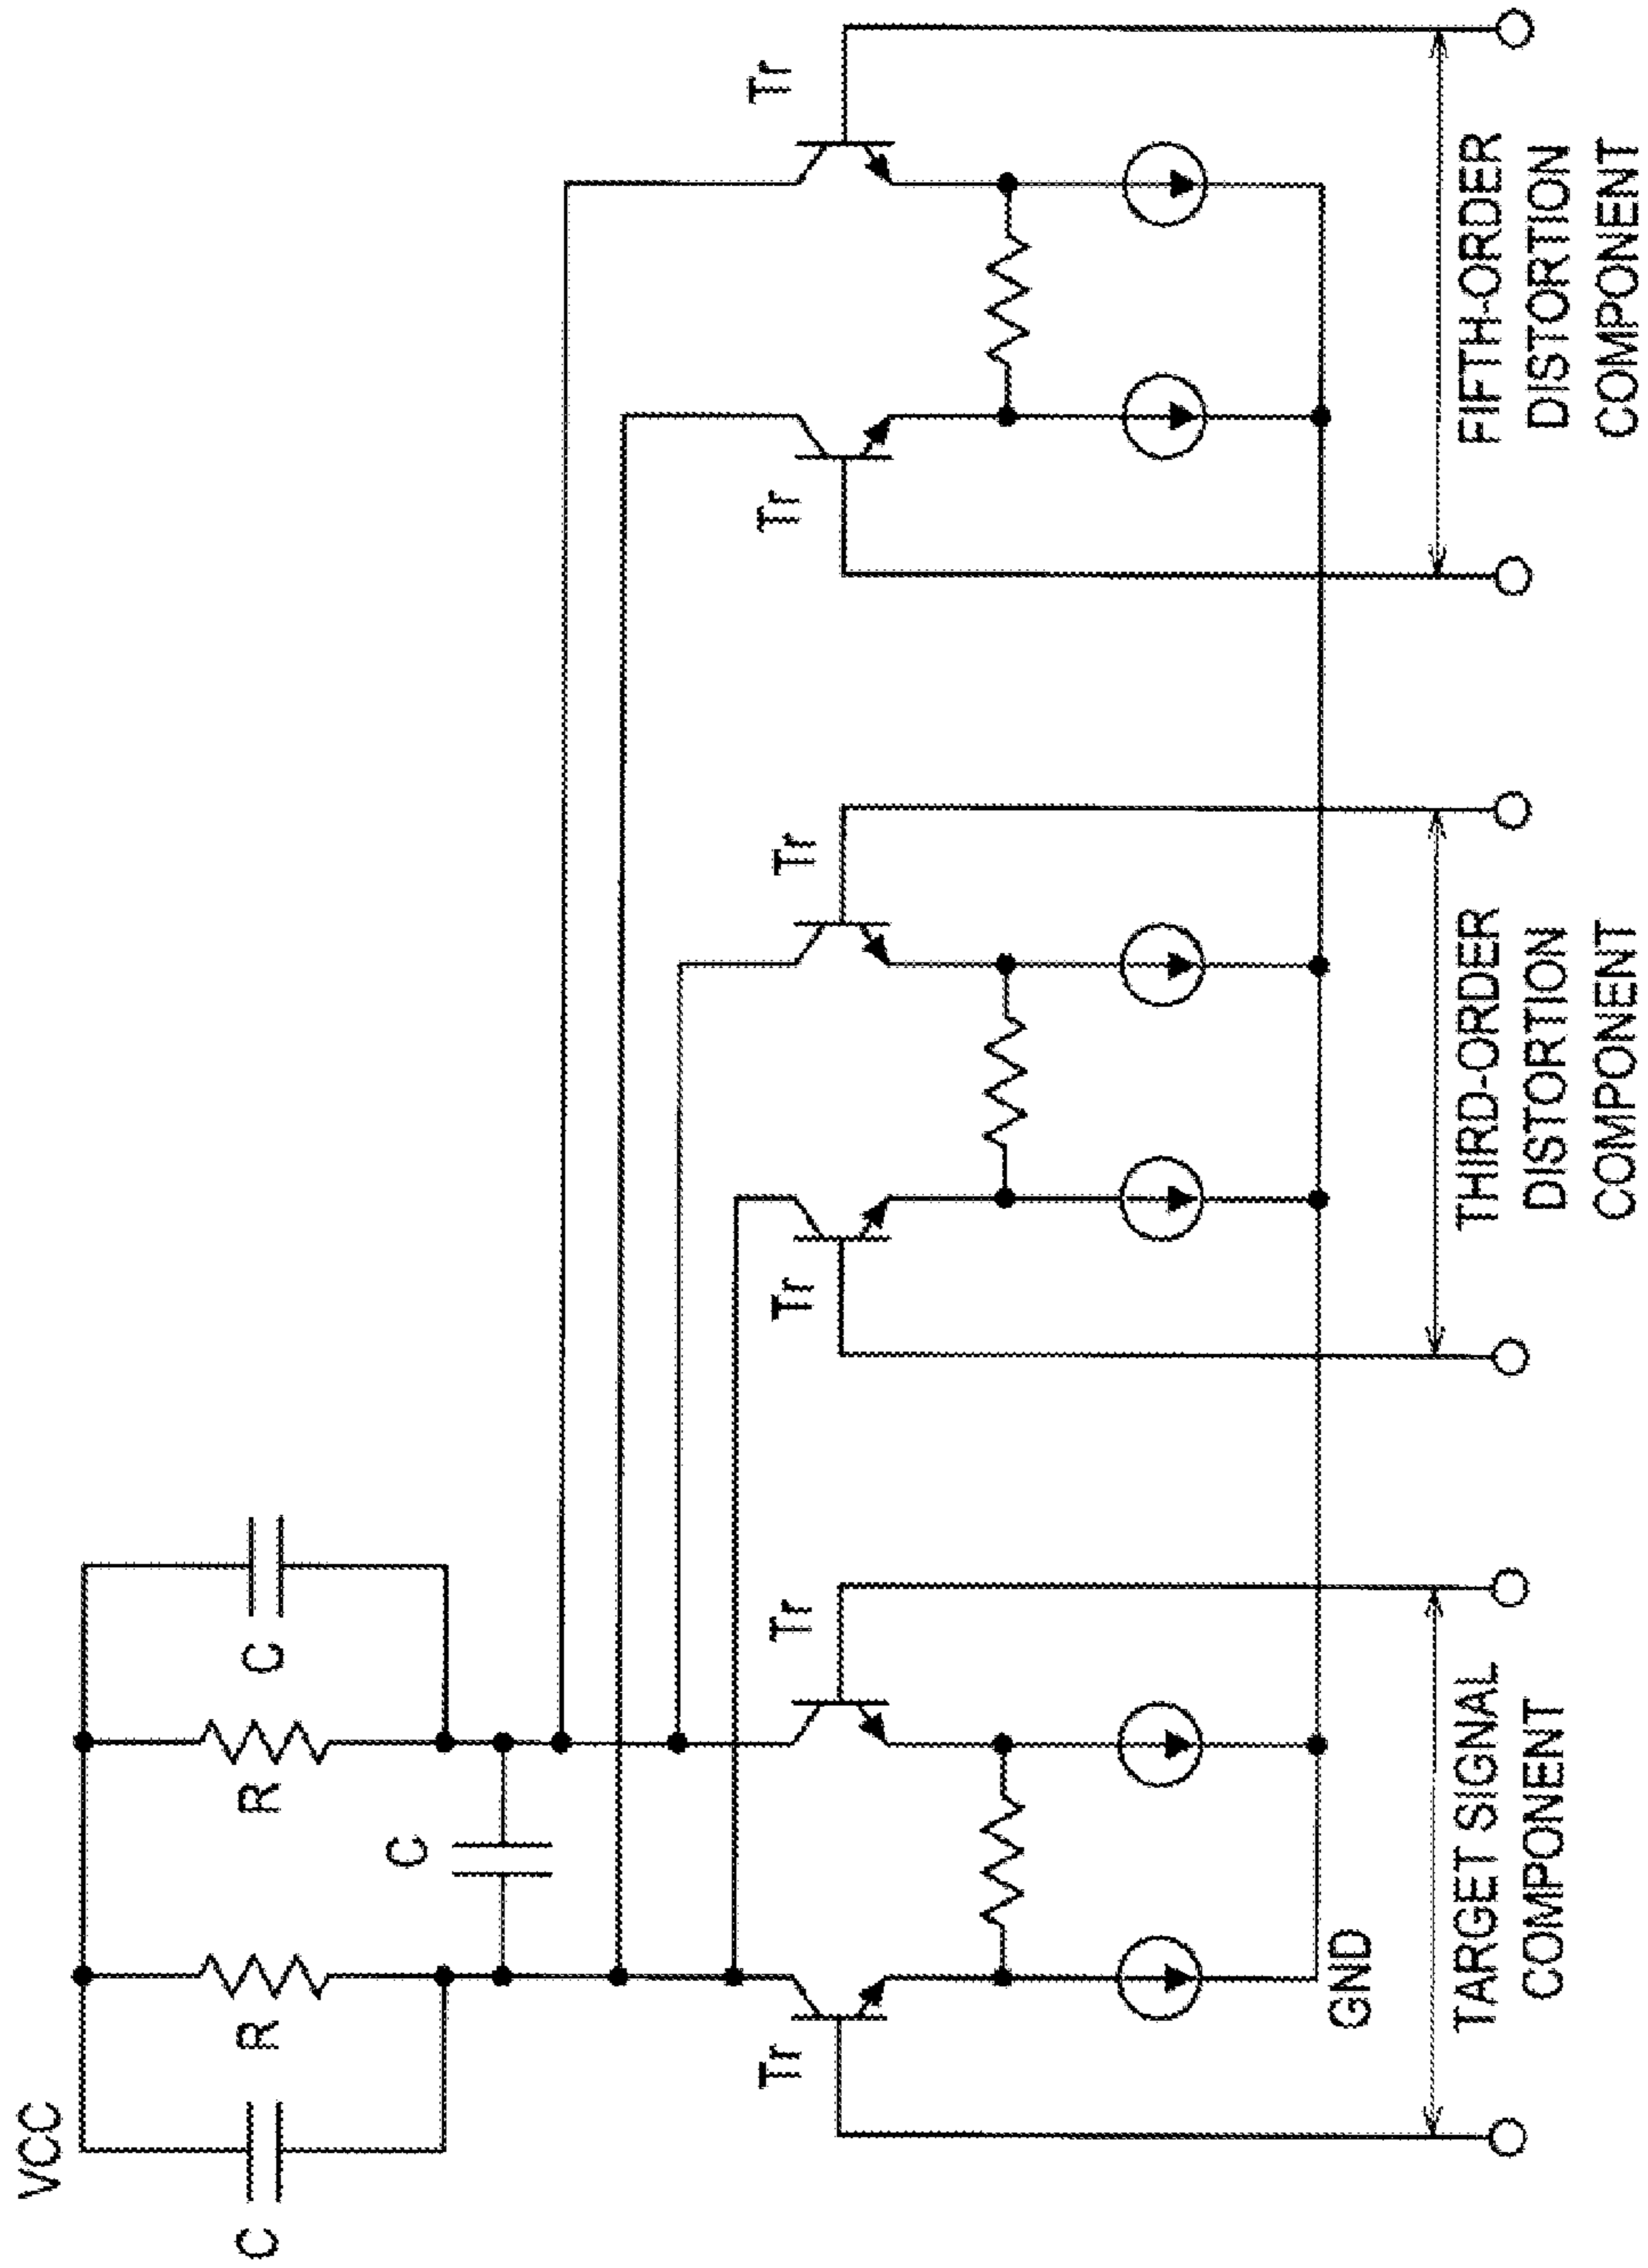 VCC
C
R
R
C
C
Tr
Tr
Tr
Tr
Tr
Tr
GND
TARGET SIGNAL
COMPONENT
THIRD-ORDER
DISTORTION
COMPONENT
FIFTH-ORDER
DISTORTION
COMPONENT